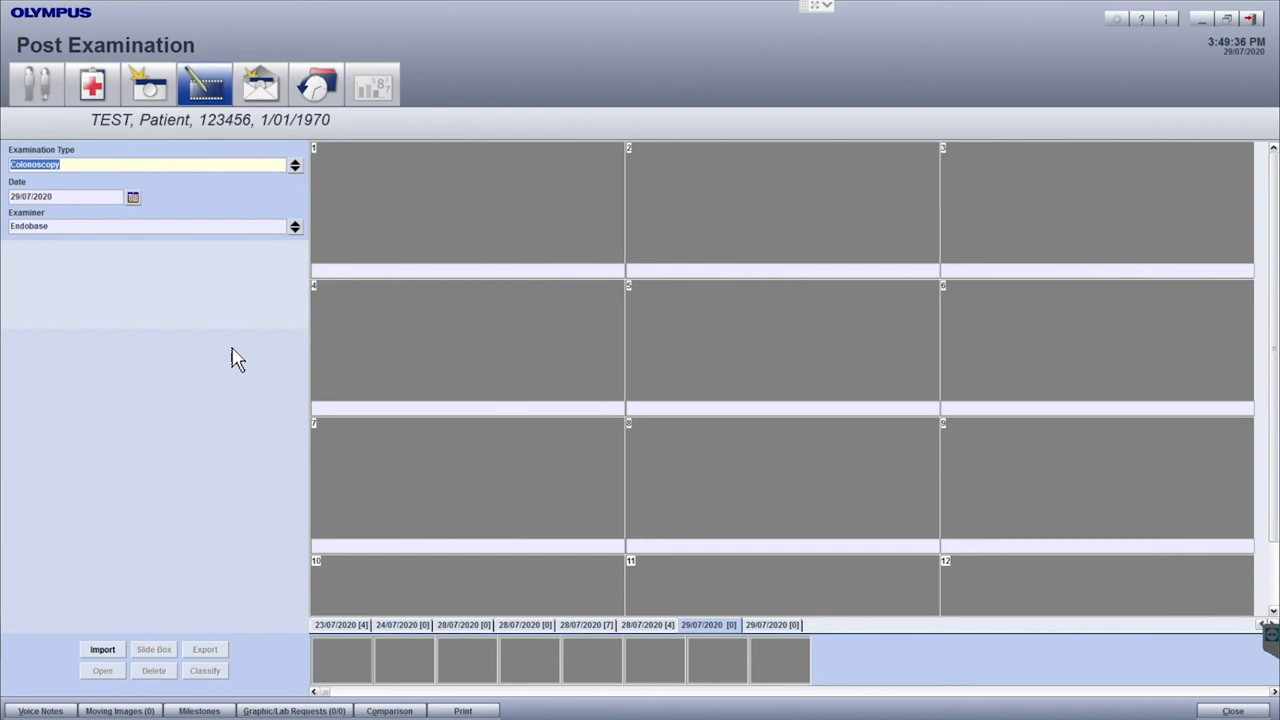 OLYMPUS
Post Examination
3:49:36 PM
29/07/2020
TEST, Patient, 123456, 1/01/1970
Examination Type
Colonoscopy
Date
29/07/2020
Examiner
Endobase
1 2 3
4 5 6
7 8 9
10 11 12
23/07/2020 [4] 24/07/2020 [0] 28/07/2020 [0] 28/07/2020 [0] 28/07/2020 [7] 28/07/2020 [4] 29/07/2020 [0] 29/07/2020 [0]
Import Slide Box Export
Open Delete Classify
Voice Notes Moving Images (0) Milestones Graphic/Lab Requests (0/0) Comparison Print Close